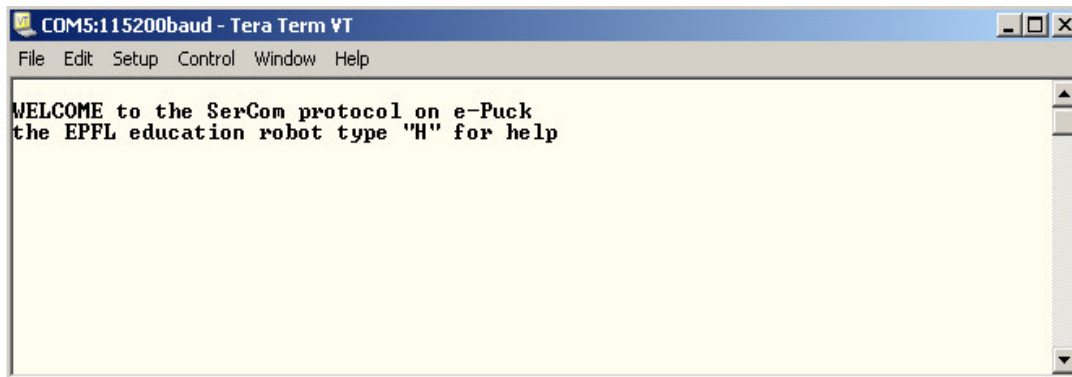 COM5:115200baud - Tera Term VT
File Edit Setup Control Window Help
WELCOME to the SerCom protocol on e-Puck
the EPFL education robot type "H" for help